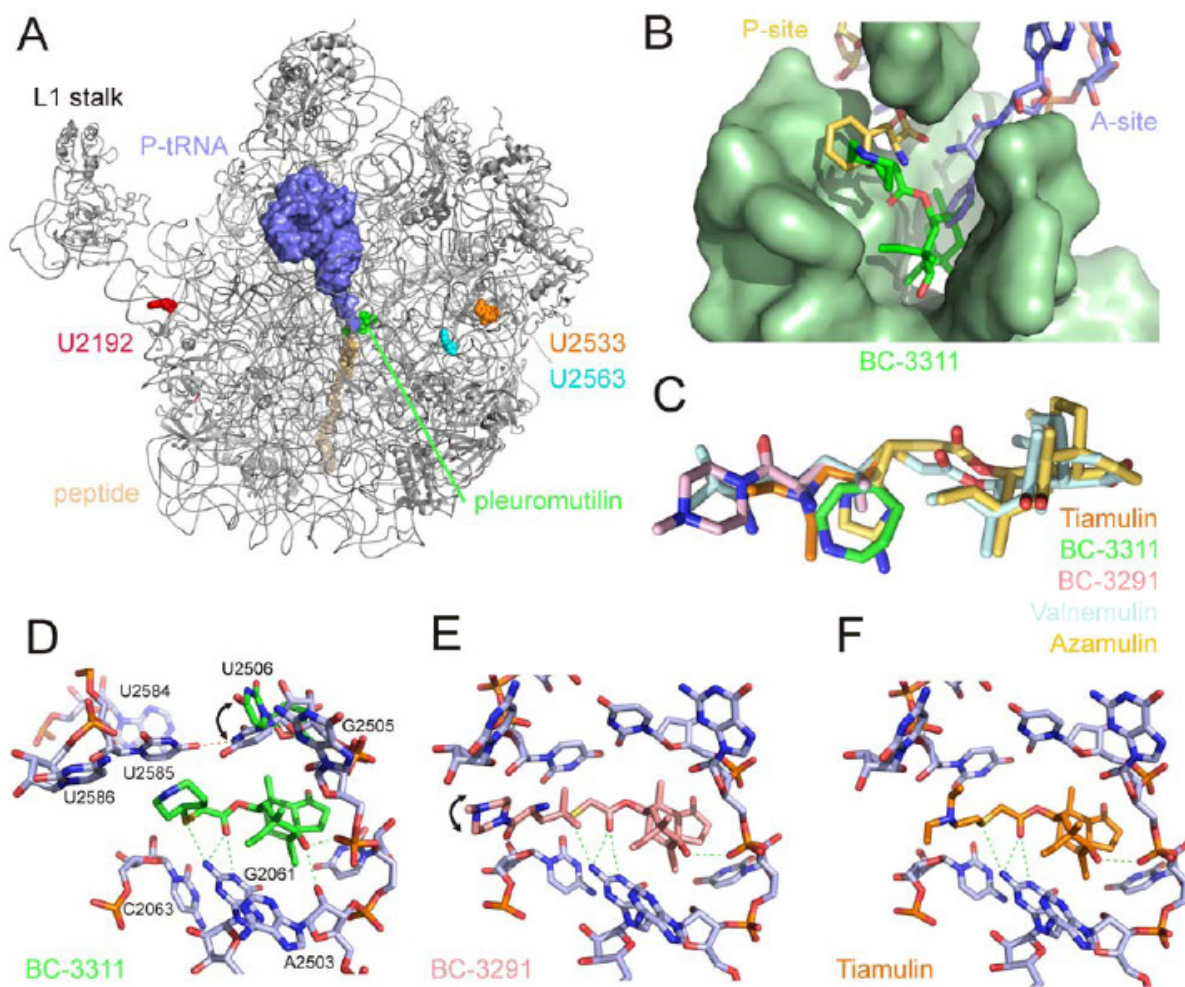 A
L1 stalk
P-tRNA
U2192
U2533
U2563
peptide
pleuromutilin
B
P-site
A-site
BC-3311
C
Tiamulin
BC-3311
BC-3291
Valnemulin
Azamulin
D
U2506
U2584
G2505
U2585
U2586
G2061
C2063
A2503
BC-3311
E
BC-3291
F
Tiamulin